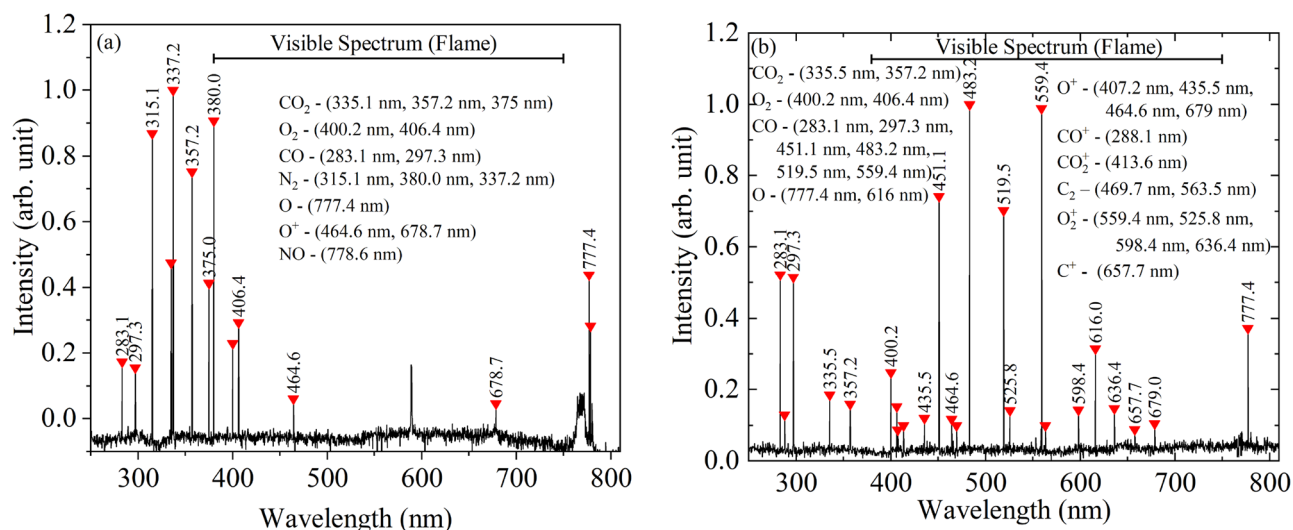 (a)
Visible Spectrum (Flame)
CO2 - (335.1 nm, 357.2 nm, 375 nm)
O2 - (400.2 nm, 406.4 nm)
CO - (283.1 nm, 297.3 nm)
N2 - (315.1 nm, 380.0 nm, 337.2 nm)
O - (777.4 nm)
O+ - (464.6 nm, 678.7 nm)
NO - (778.6 nm)
283.1
297.3
315.1
337.2
357.2
375.0
380.0
406.4
464.6
678.7
777.4
1.2
1.0
0.8
0.6
0.4
0.2
0.0
Intensity (arb. unit)
300 400 500 600 700 800
Wavelength (nm)
(b)
Visible Spectrum (Flame)
CO2 - (335.5 nm, 357.2 nm)
O2 - (400.2 nm, 406.4 nm)
CO - (283.1 nm, 297.3 nm,
451.1 nm, 483.2 nm,
519.5 nm, 559.4 nm)
O - (777.4 nm, 616 nm)
O+ - (407.2 nm, 435.5 nm,
464.6 nm, 679 nm)
CO+ - (288.1 nm)
CO2+ - (413.6 nm)
C2 – (469.7 nm, 563.5 nm)
O2+ - (559.4 nm, 525.8 nm,
598.4 nm, 636.4 nm)
C+ - (657.7 nm)
283.1
297.3
335.5
357.2
400.2
435.5
451.1
464.6
483.2
519.5
525.8
559.4
598.4
616.0
636.4
657.7
679.0
777.4
1.2
1.0
0.8
0.6
0.4
0.2
0.0
Intensity (arb. unit)
300 400 500 600 700 800
Wavelength (nm)